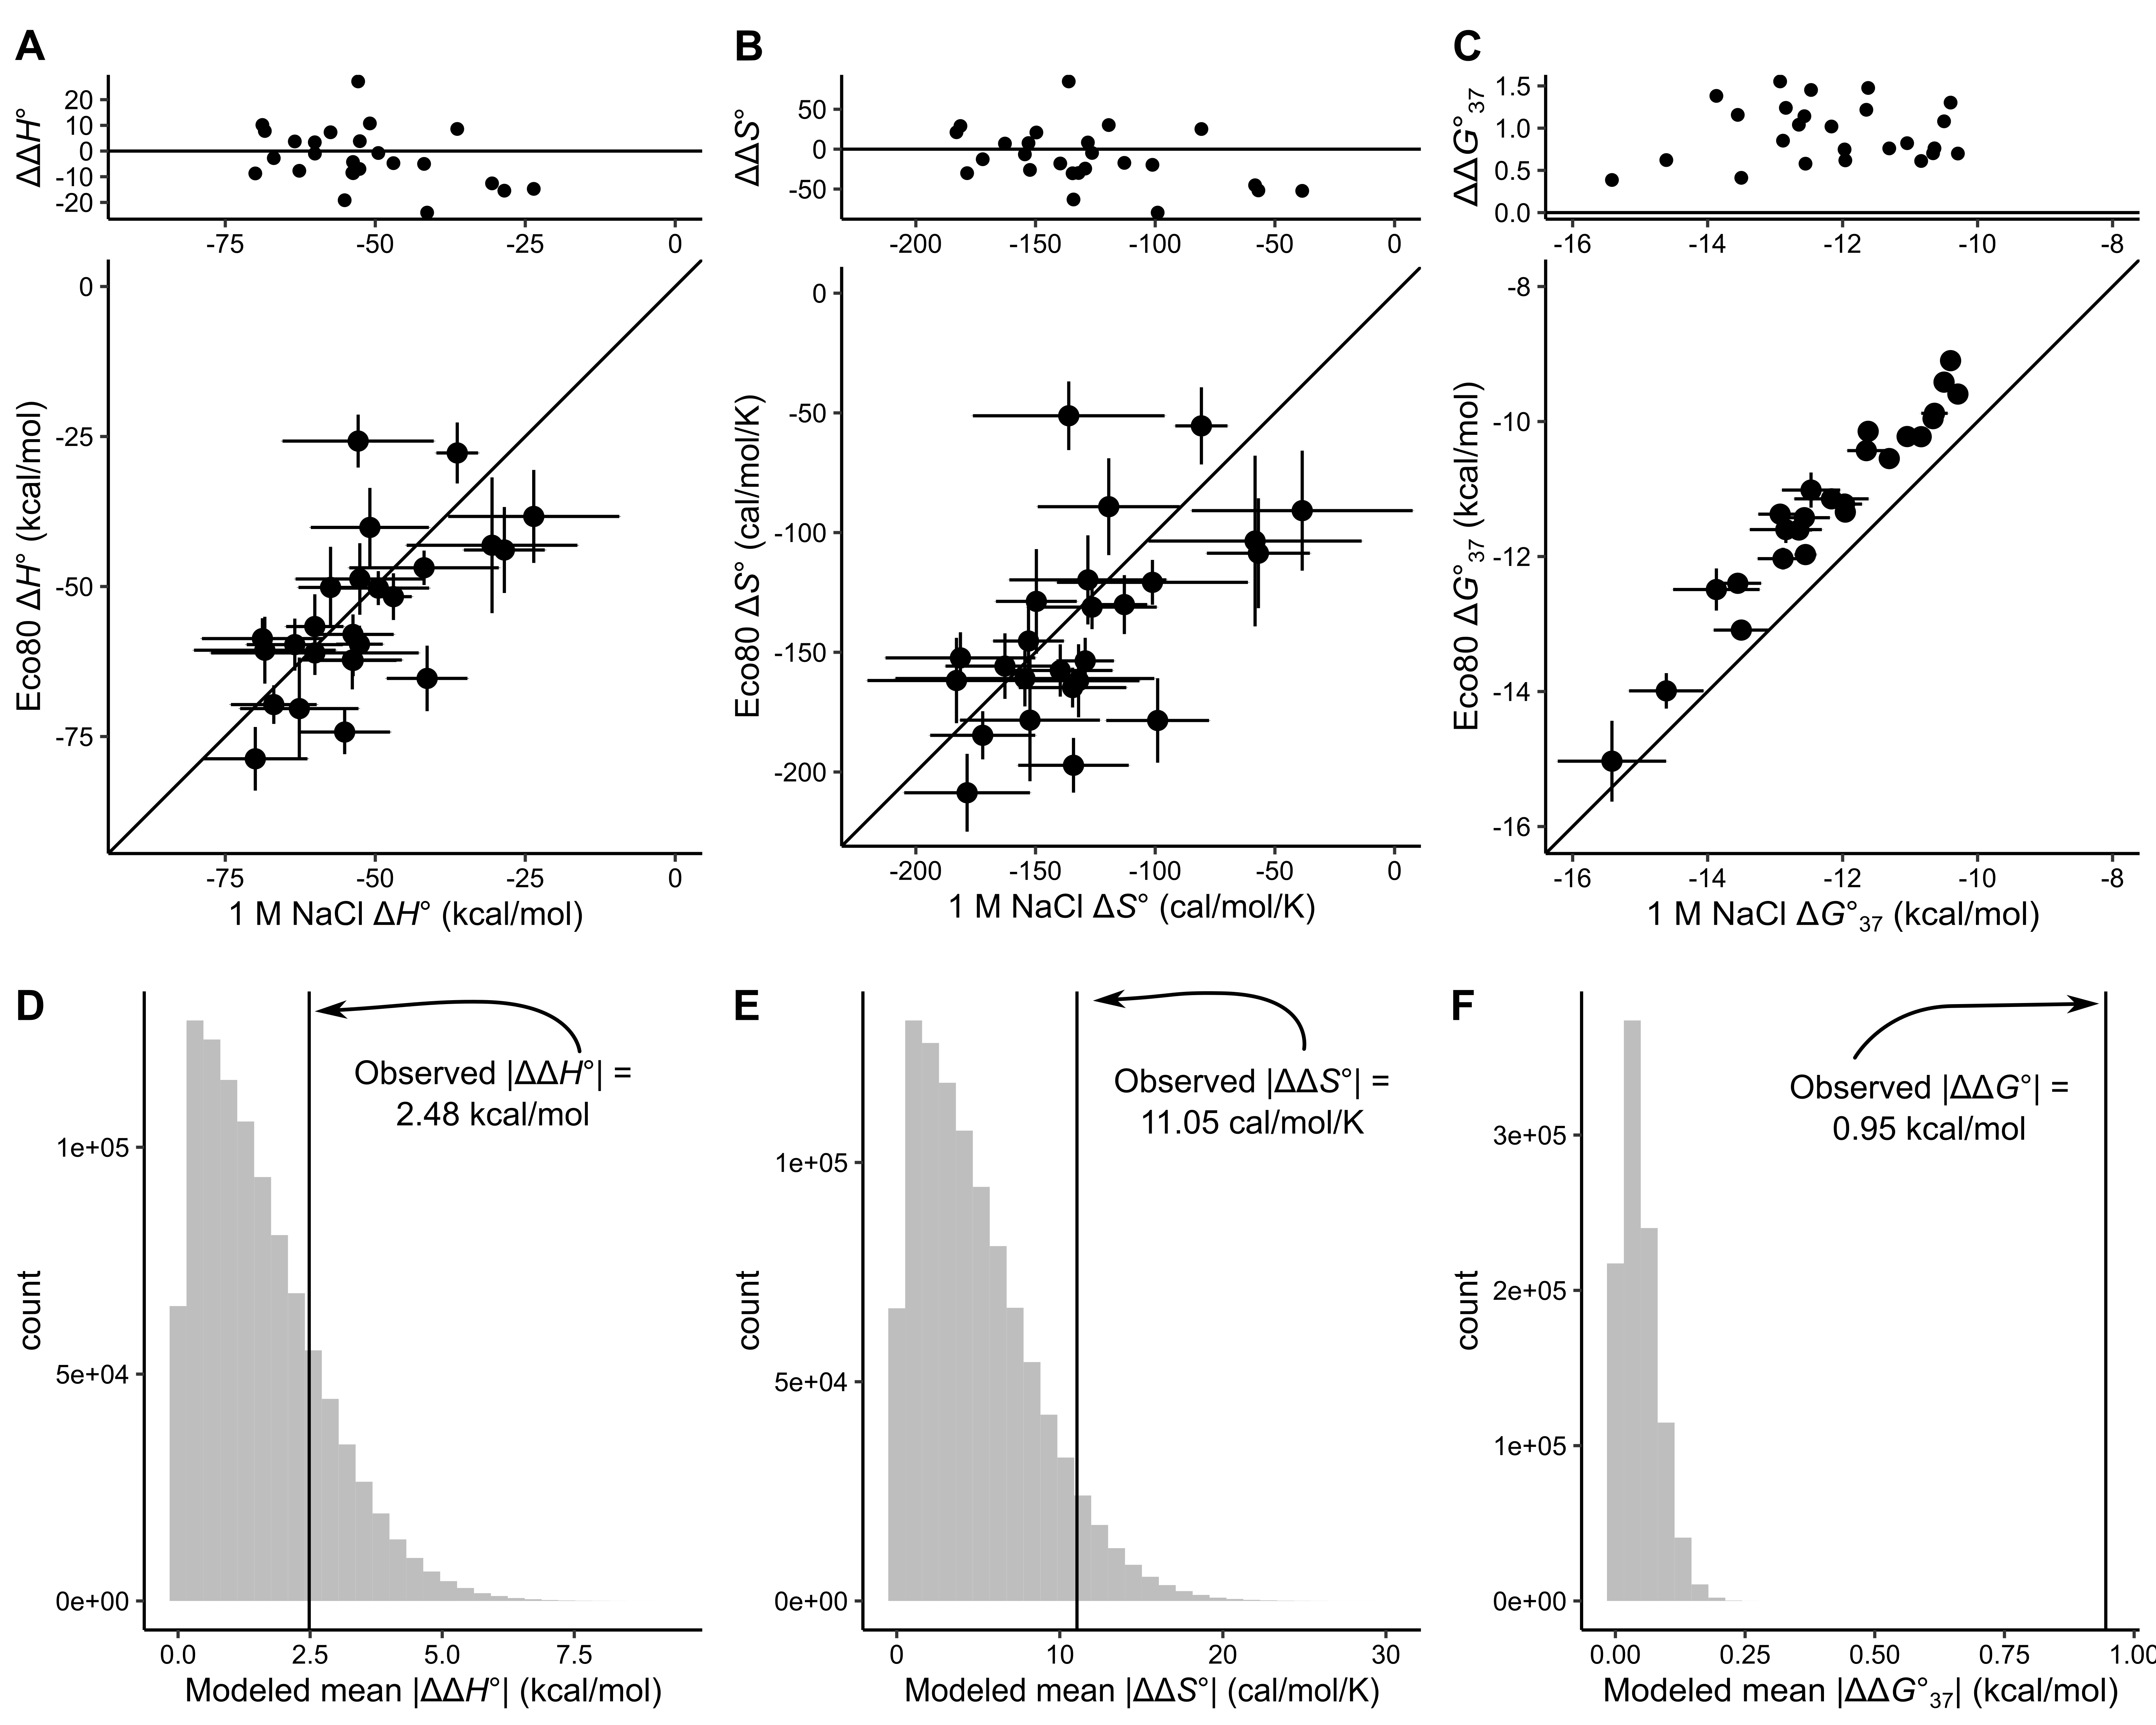 A
ΔΔH°
20
10
0
-10
-20
-75
-50
-25
0
Eco80 ΔH° (kcal/mol)
0
-25
-50
-75
-75
-50
-25
0
1 M NaCl ΔH° (kcal/mol)
B
ΔΔS°
50
0
-50
-200
-150
-100
-50
0
Eco80 ΔS° (cal/mol/K)
0
-50
-100
-150
-200
-200
-150
-100
-50
0
1 M NaCl ΔS° (cal/mol/K)
C
ΔΔG°37
1.5
1.0
0.5
0.0
-16
-14
-12
-10
-8
Eco80 ΔG°37 (kcal/mol)
-8
-10
-12
-14
-16
-16
-14
-12
-10
-8
1 M NaCl ΔG°37 (kcal/mol)
D
Observed |ΔΔH°| =
2.48 kcal/mol
count
1e+05
5e+04
0e+00
0.0
2.5
5.0
7.5
Modeled mean |ΔΔH°| (kcal/mol)
E
Observed |ΔΔS°| =
11.05 cal/mol/K
count
1e+05
5e+04
0e+00
0
10
20
30
Modeled mean |ΔΔS°| (cal/mol/K)
F
Observed |ΔΔG°| =
0.95 kcal/mol
count
3e+05
2e+05
1e+05
0e+00
0.00
0.25
0.50
0.75
1.00
Modeled mean |ΔΔG°37| (kcal/mol)